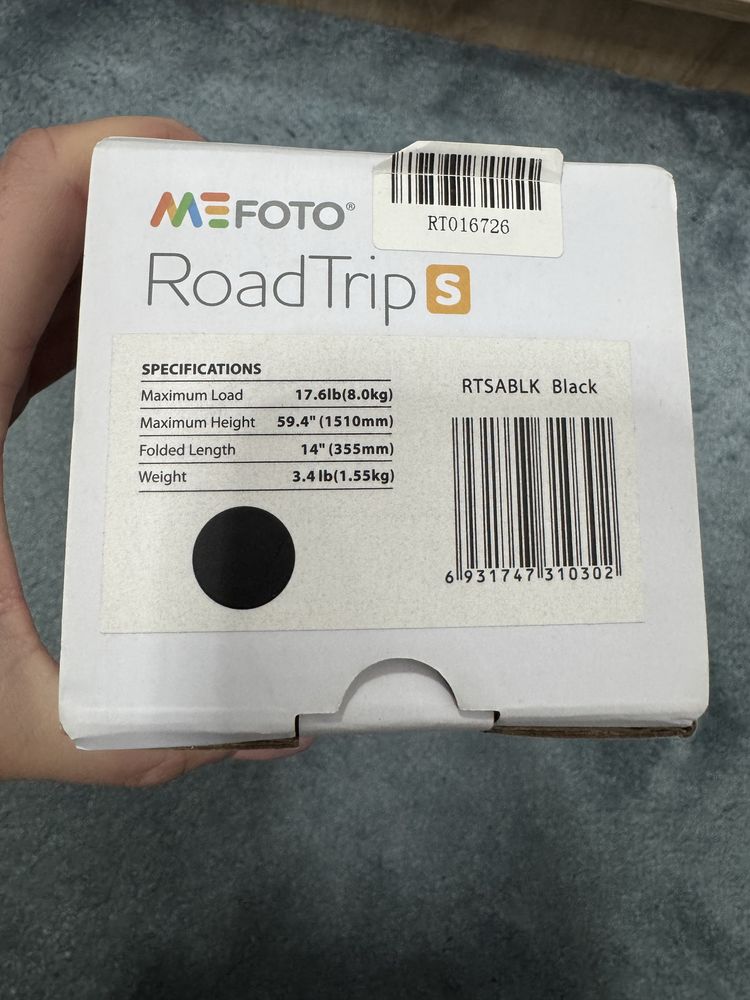 MEFOTO®
RT016726
RoadTrip S
SPECIFICATIONS
Maximum Load 17.6lb(8.0kg)
Maximum Height 59.4" (1510mm)
Folded Length 14" (355mm)
Weight 3.4 lb(1.55kg)
RTSABLK Black
6 931747 310302